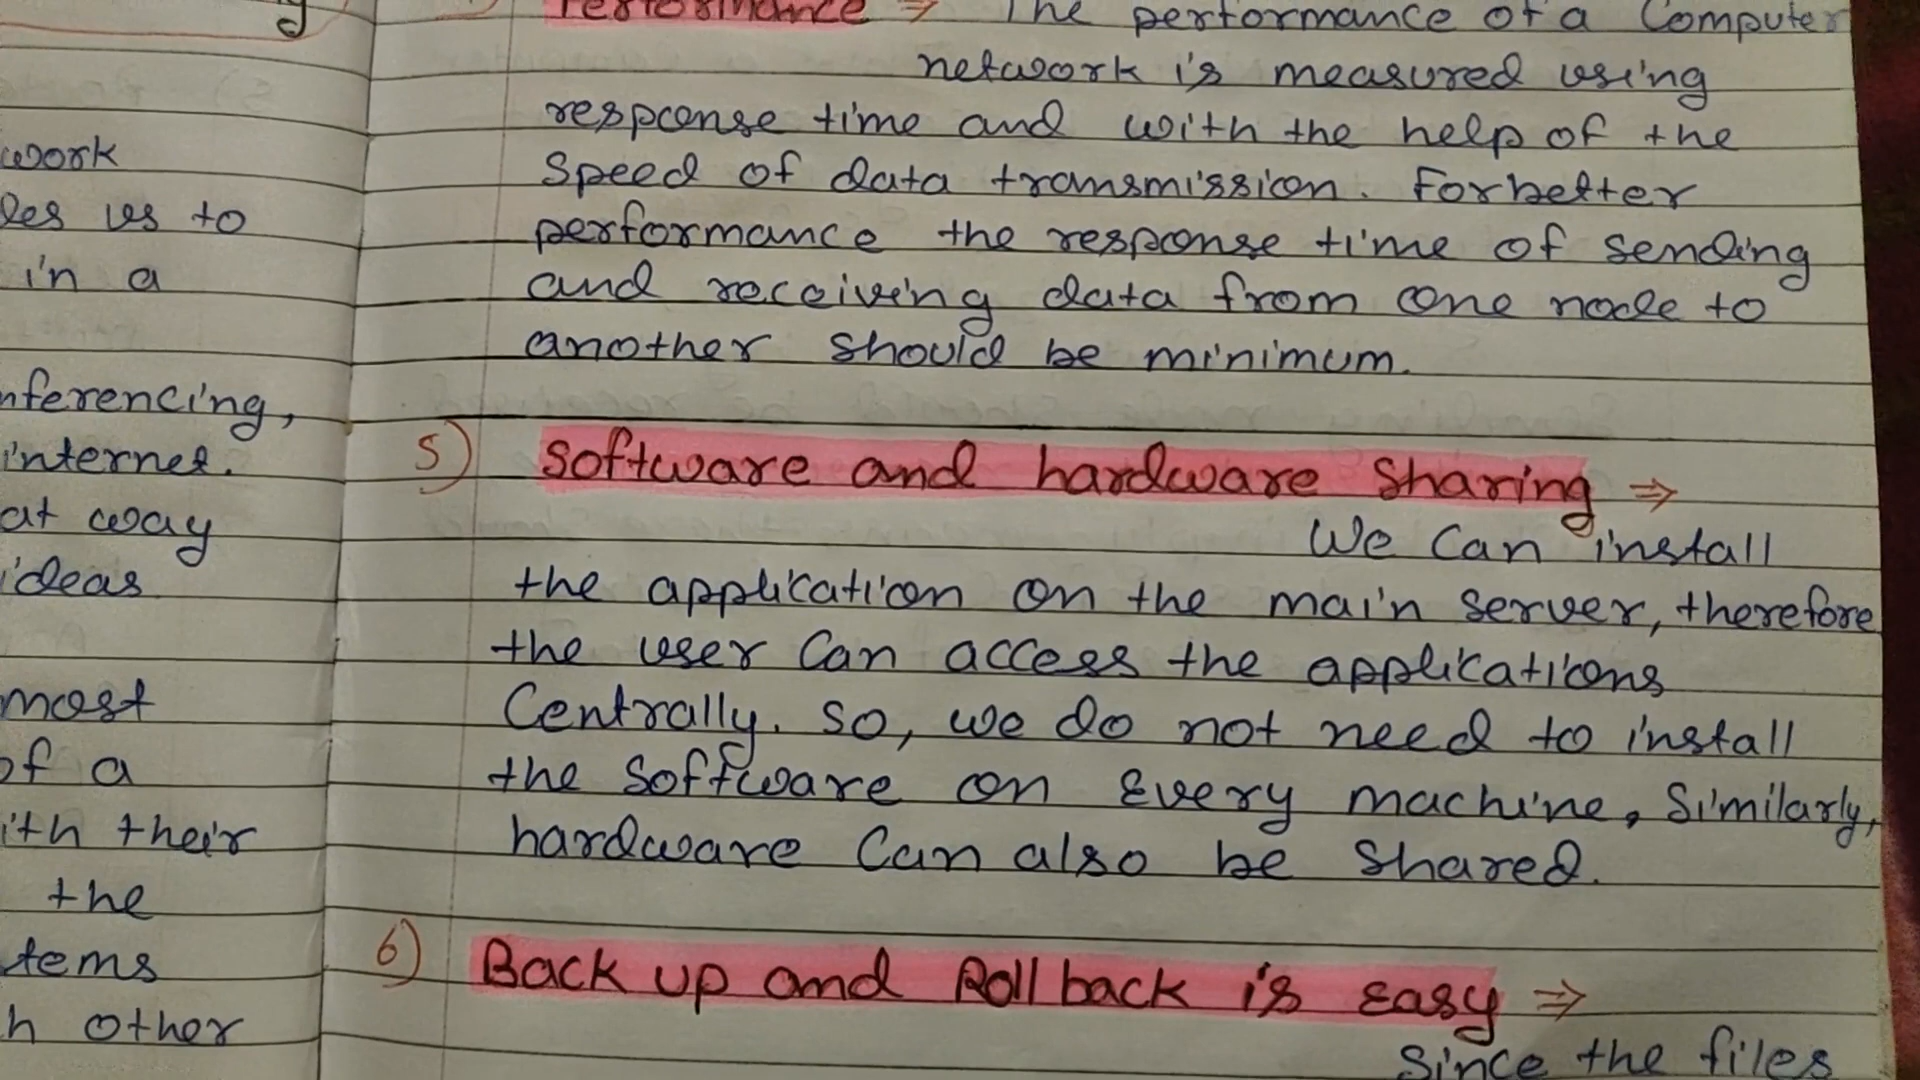 work
les us to
in a
nferencing,
internet.
at way
ideas
most
of a
ith their
the
tems
h other
Performance ⇒ The performance of a Computer
network is measured using
response time and with the help of the
Speed of data transmission. For better
performance the response time of sending
and receiving data from one node to
another should be minimum.
5) Software and hardware Sharing ⇒
We Can install
the application on the main server, therefore
the user Can access the applications
Centrally. So, we do not need to install
the Software on Every machine, Similarly,
hardware Can also be Shared.
6) Back up and Roll back is Easy ⇒
Since the files